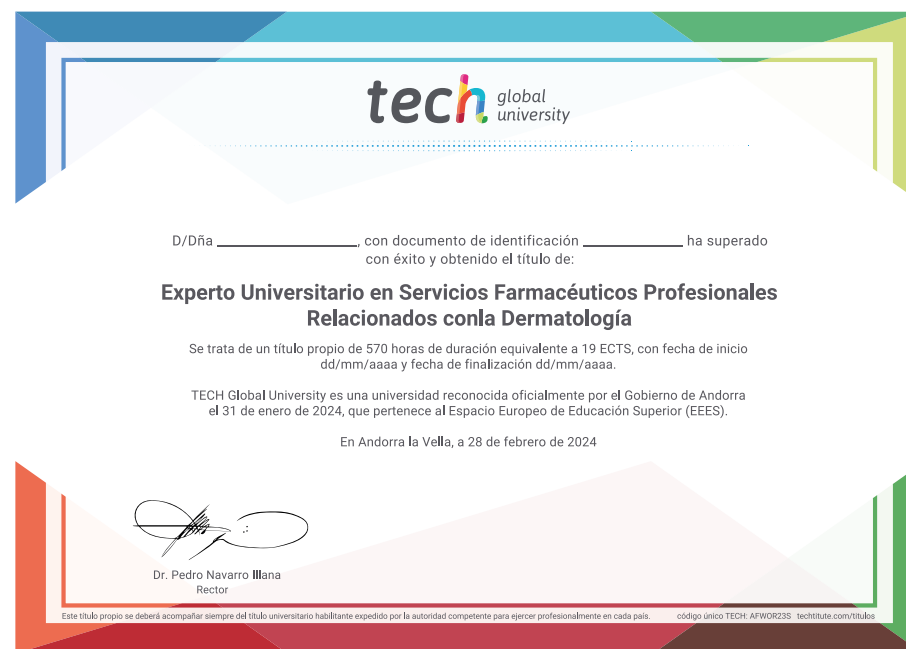 tech global university
D/Dña ____________, con documento de identificación ____________ ha superado
con éxito y obtenido el título de:
Experto Universitario en Servicios Farmacéuticos Profesionales
Relacionados conla Dermatología
Se trata de un título propio de 570 horas de duración equivalente a 19 ECTS, con fecha de inicio
dd/mm/aaaa y fecha de finalización dd/mm/aaaa.
TECH Global University es una universidad reconocida oficialmente por el Gobierno de Andorra
el 31 de enero de 2024, que pertenece al Espacio Europeo de Educación Superior (EEES).
En Andorra la Vella, a 28 de febrero de 2024
Dr. Pedro Navarro Illana
Rector
Este título propio se deberá acompañar siempre del título universitario habilitante expedido por la autoridad competente para ejercer profesionalmente en cada país. código único TECH: AFWOR23S techtitute.com/titulos